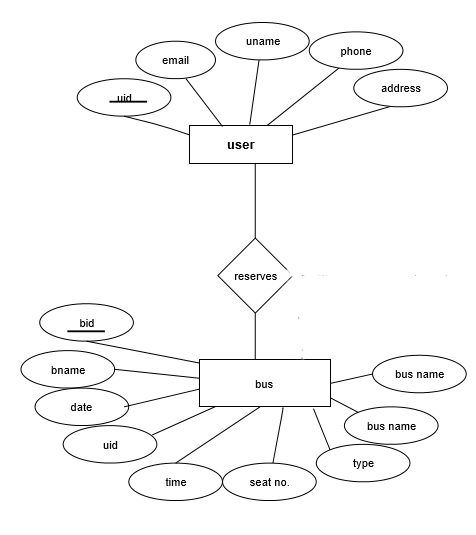 uname
email
phone
address
uid
user
reserves
bid
bname
bus
bus name
date
bus name
uid
type
time
seat no.